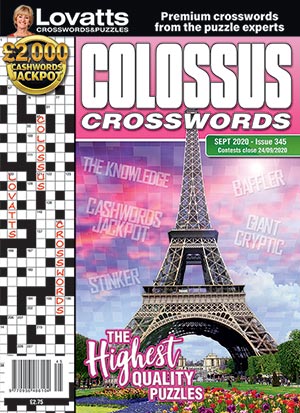 Lovatts
CROSSWORDS&PUZZLES
Premium crosswords
from the puzzle experts
£2,000
CASHWORDS
JACKPOT
COLOSSUS
CROSSWORDS
SEPT 2020 - Issue 345
Contests close 24/09/2020
THE KNOWLEDGE
BAFFLER
CASHWORDS
JACKPOT
GIANT
CRYPTIC
STINKER
COLOSSUS
LOVATTS
CROSSWORDS
THE
Highest
QUALITY
PUZZLES
£2.75